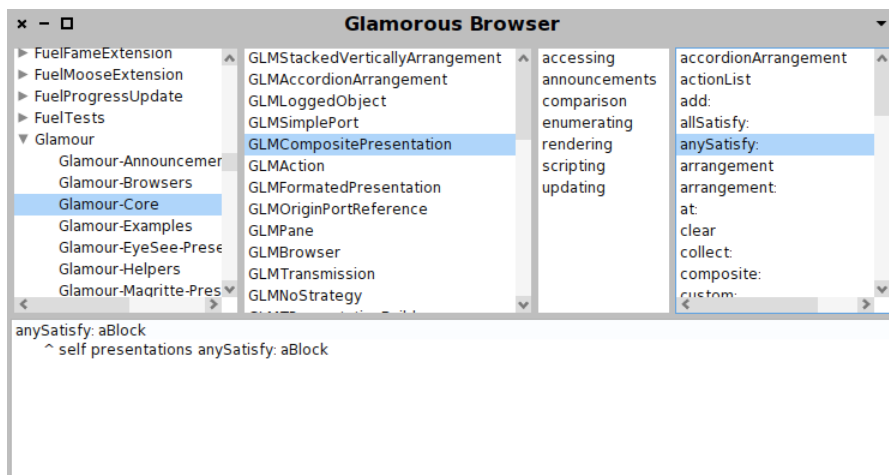 Glamorous Browser
FuelFameExtension
FuelMooseExtension
FuelProgressUpdate
FuelTests
Glamour
Glamour-Announcemer
Glamour-Browsers
Glamour-Core
Glamour-Examples
Glamour-EyeSee-Prese
Glamour-Helpers
Glamour-Magritte-Pres
GLMStackedVerticallyArrangement
GLMAccordionArrangement
GLMLoggedObject
GLMSimplePort
GLMCompositePresentation
GLMAction
GLMFormatedPresentation
GLMOriginPortReference
GLMPane
GLMBrowser
GLMTransmission
GLMNoStrategy
accessing
announcements
comparison
enumerating
rendering
scripting
updating
accordionArrangement
actionList
add:
allSatisfy:
anySatisfy:
arrangement
arrangement:
at:
clear
collect:
composite:
custom:
anySatisfy: aBlock
^ self presentations anySatisfy: aBlock